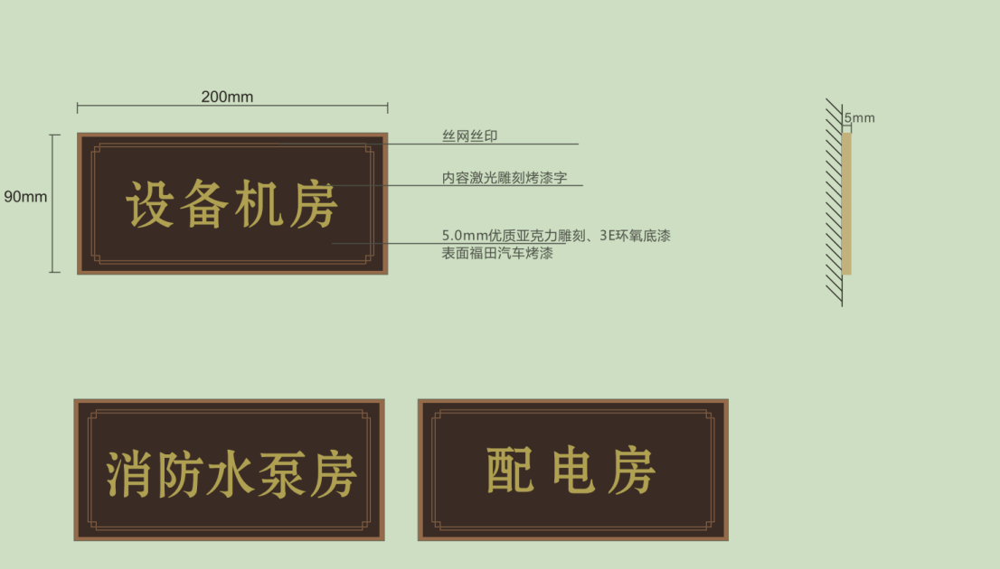 200mm
90mm
设备机房
丝网丝印
内容激光雕刻烤漆字
5.0mm优质亚克力雕刻、3E环氧底漆
表面福田汽车烤漆
5mm
消防水泵房
配电房